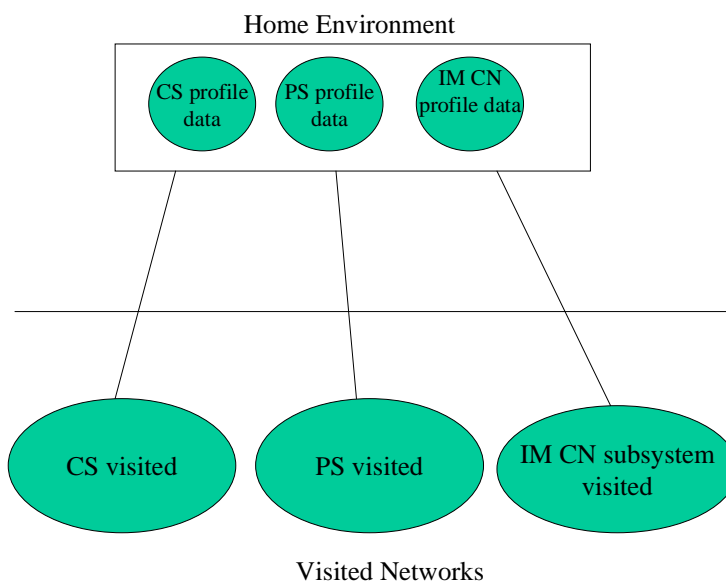 Home Environment
CS profile
data
PS profile
data
IM CN
profile data
CS visited
PS visited
IM CN subsystem
visited
Visited Networks